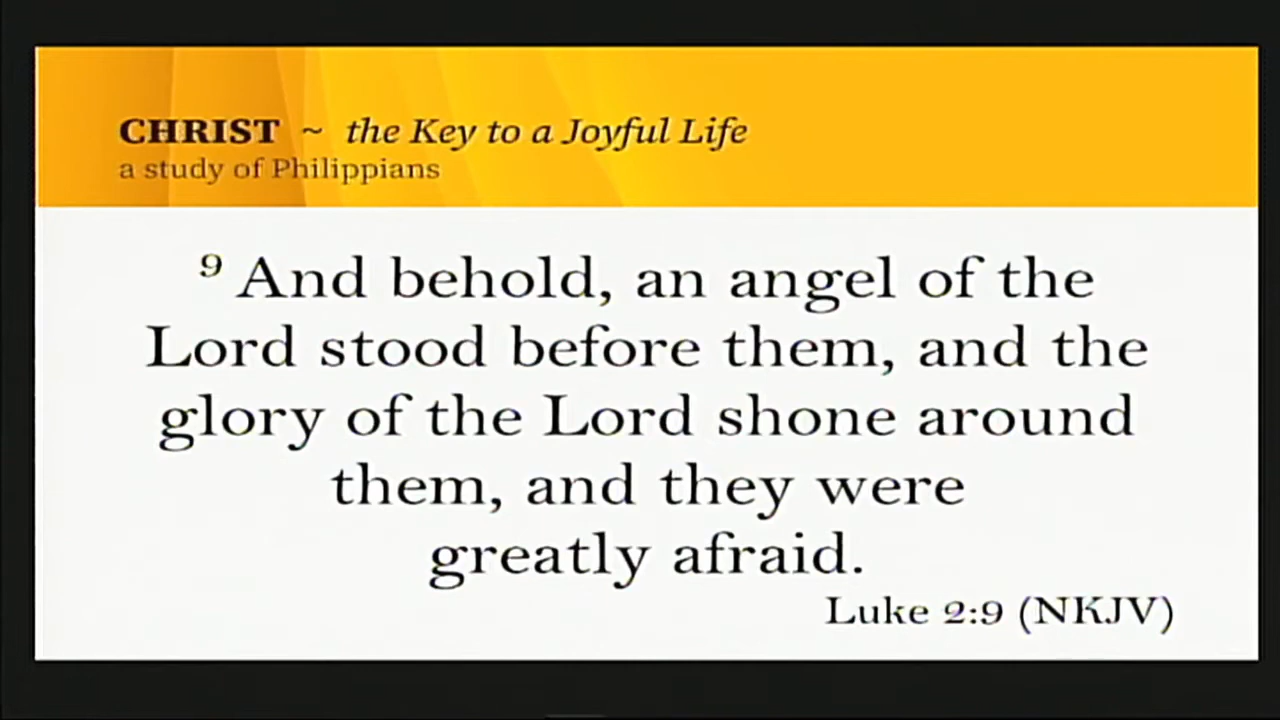 CHRIST ~ the Key to a Joyful Life
a study of Philippians
9 And behold, an angel of the
Lord stood before them, and the
glory of the Lord shone around
them, and they were
greatly afraid.
Luke 2:9 (NKJV)